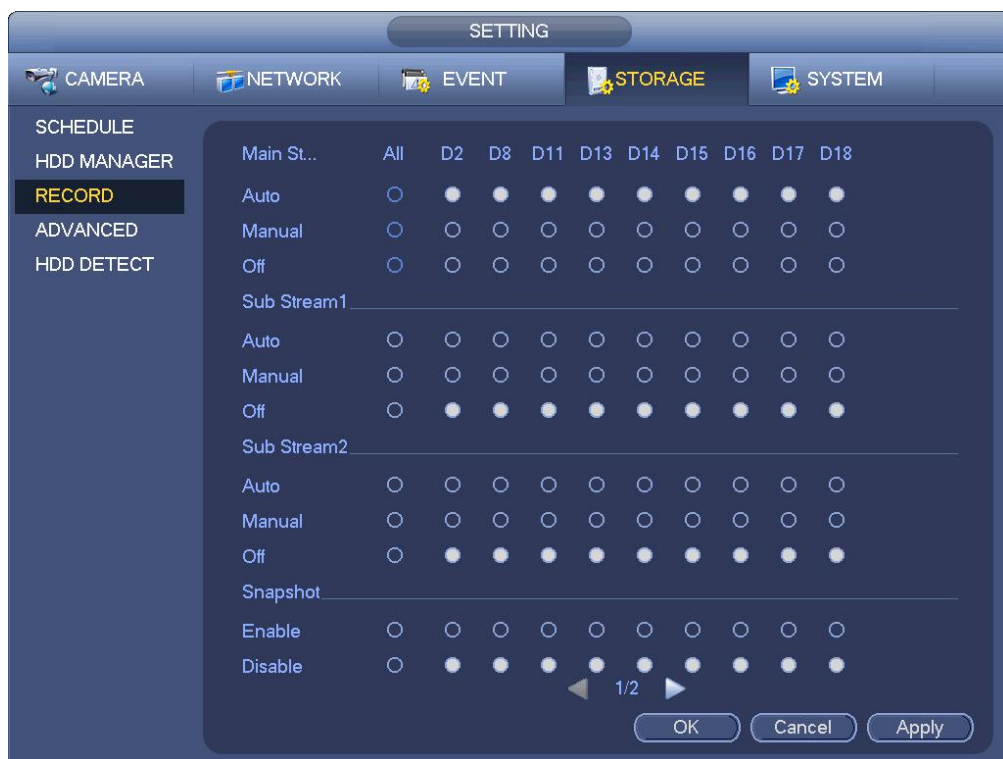 SETTING
CAMERA NETWORK EVENT STORAGE SYSTEM
SCHEDULE
HDD MANAGER
RECORD
ADVANCED
HDD DETECT
Main St... All D2 D8 D11 D13 D14 D15 D16 D17 D18
Auto
Manual
Off
Sub Stream1
Auto
Manual
Off
Sub Stream2
Auto
Manual
Off
Snapshot
Enable
Disable
1/2
OK Cancel Apply